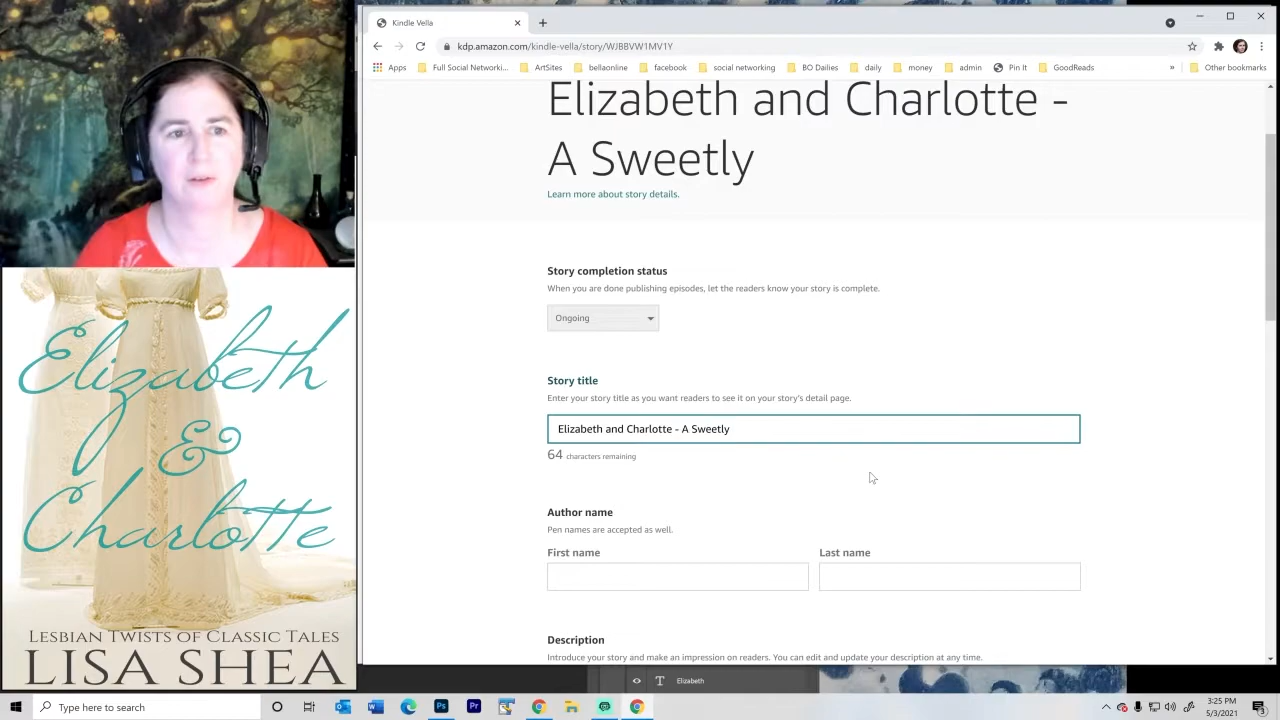 Kindle Vella
kdp.amazon.com/kindle-vella/story/WJBBVW1MV1Y
Apps
Full Social Networki...
ArtSites
bellaonline
facebook
social networking
BO Dailies
daily
money
admin
Pin It
GoodReads
»
Other bookmarks
Elizabeth and Charlotte -
A Sweetly
Learn more about story details.
Story completion status
When you are done publishing episodes, let the readers know your story is complete.
Ongoing
Story title
Enter your story title as you want readers to see it on your story's detail page.
Elizabeth and Charlotte - A Sweetly
64 characters remaining
Author name
Pen names are accepted as well.
First name
Last name
Description
Introduce your story and make an impression on readers. You can edit and update your description at any time.
Elizabeth
&
Charlotte
LESBIAN TWISTS OF CLASSIC TALES
LISA SHEA
T Elizabeth
Type here to search
3:25 PM
5/3/2021